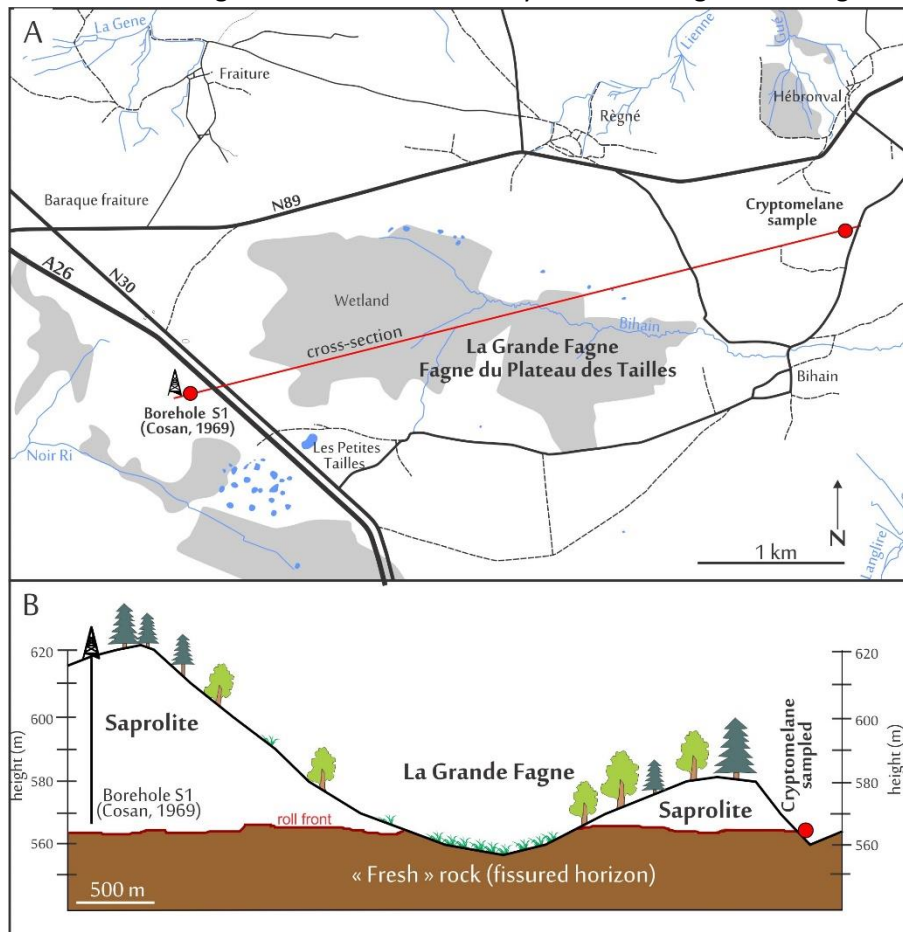 A
La Gene
Fraiture
Lienne
Gué
Règné
Hébronval
Baraque fraiture
N89
Cryptomelane
sample
A26
N30
Wetland
cross-section
Bihain
La Grande Fagne
Fagne du Plateau des Tailles
Bihain
Borehole S1
(Cosan, 1969)
Les Petites
Tailles
Noir Ri
N
Langlire
1 km
B
620
600
580
560
height (m)
Saprolite
La Grande Fagne
Borehole S1
(Cosan, 1969)
roll front
Saprolite
Cryptomelane
sampled
620
600
580
560
height (m)
« Fresh » rock (fissured horizon)
500 m